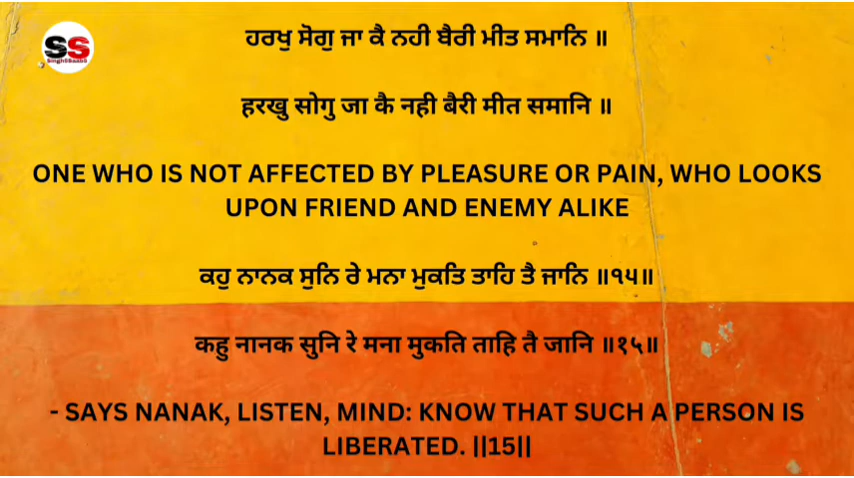 SS
SinghSaabG
ਹਰਖੁ ਸੋਗੁ ਜਾ ਕੈ ਨਹੀ ਬੈਰੀ ਮੀਤ ਸਮਾਨਿ ॥
हरखु सोगु जा कै नही बैरी मीत समानि ॥
ONE WHO IS NOT AFFECTED BY PLEASURE OR PAIN, WHO LOOKS
UPON FRIEND AND ENEMY ALIKE
ਕਹੁ ਨਾਨਕ ਸੁਨਿ ਰੇ ਮਨਾ ਮੁਕਤਿ ਤਾਹਿ ਤੈ ਜਾਨਿ ॥੧੫॥
कहु नानक सुनि रे मना मुकति ताहि तै जानि ॥१५॥
- SAYS NANAK, LISTEN, MIND: KNOW THAT SUCH A PERSON IS
LIBERATED. ||15||